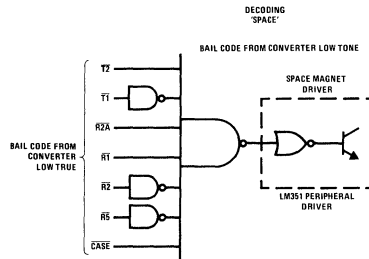 DECODING
'SPACE'
BAIL CODE FROM CONVERTER LOW TONE
T2
T1
R2A
R1
R2
R5
CASE
BAIL CODE FROM
CONVERTER
LOW TRUE
SPACE MAGNET
DRIVER
LM351 PERIPHERAL
DRIVER